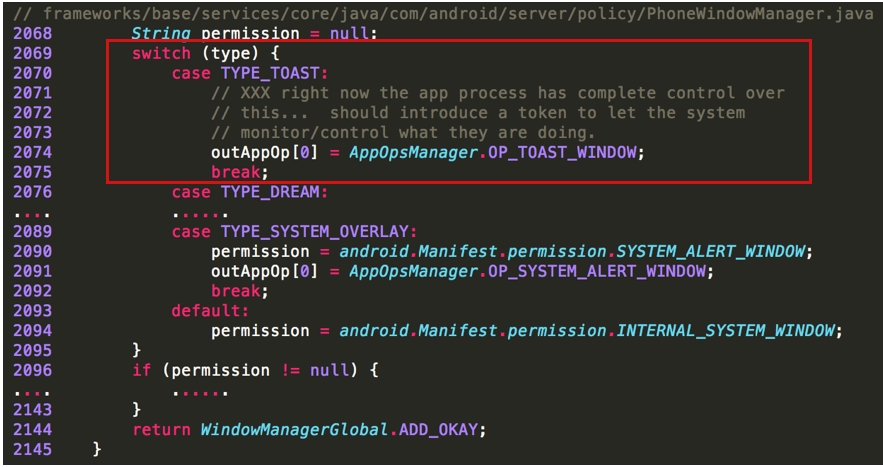 // frameworks/base/services/core/java/com/android/server/policy/PhoneWindowManager.java
2068        String permission = null;
2069        switch (type) {
2070            case TYPE_TOAST:
2071                // XXX right now the app process has complete control over
2072                // this...  should introduce a token to let the system
2073                // monitor/control what they are doing.
2074                outAppOp[0] = AppOpsManager.OP_TOAST_WINDOW;
2075                break;
2076            case TYPE_DREAM:
....            ......
2089            case TYPE_SYSTEM_OVERLAY:
2090                permission = android.Manifest.permission.SYSTEM_ALERT_WINDOW;
2091                outAppOp[0] = AppOpsManager.OP_SYSTEM_ALERT_WINDOW;
2092                break;
2093            default:
2094                permission = android.Manifest.permission.INTERNAL_SYSTEM_WINDOW;
2095        }
2096        if (permission != null) {
....            ......
2143        }
2144        return WindowManagerGlobal.ADD_OKAY;
2145    }